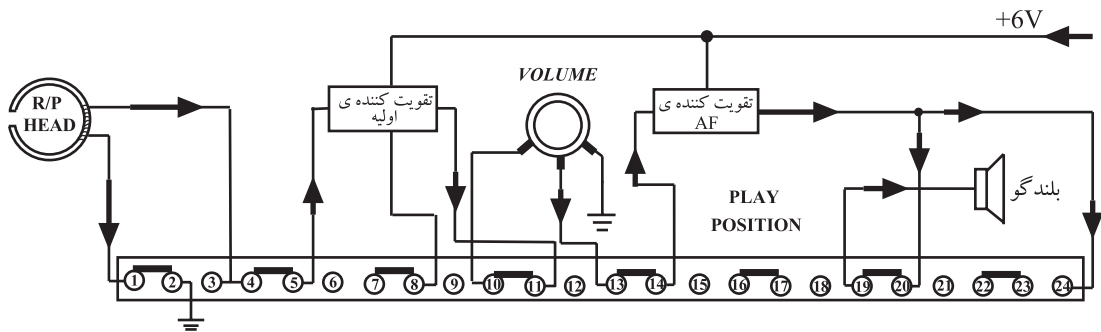 +6V
R/P
HEAD
تقویت کننده ی
اولیه
VOLUME
تقویت کننده ی
AF
PLAY
POSITION
بلندگو
1 2 3 4 5 6 7 8 9 10 11 12 13 14 15 16 17 18 19 20 21 22 23 24